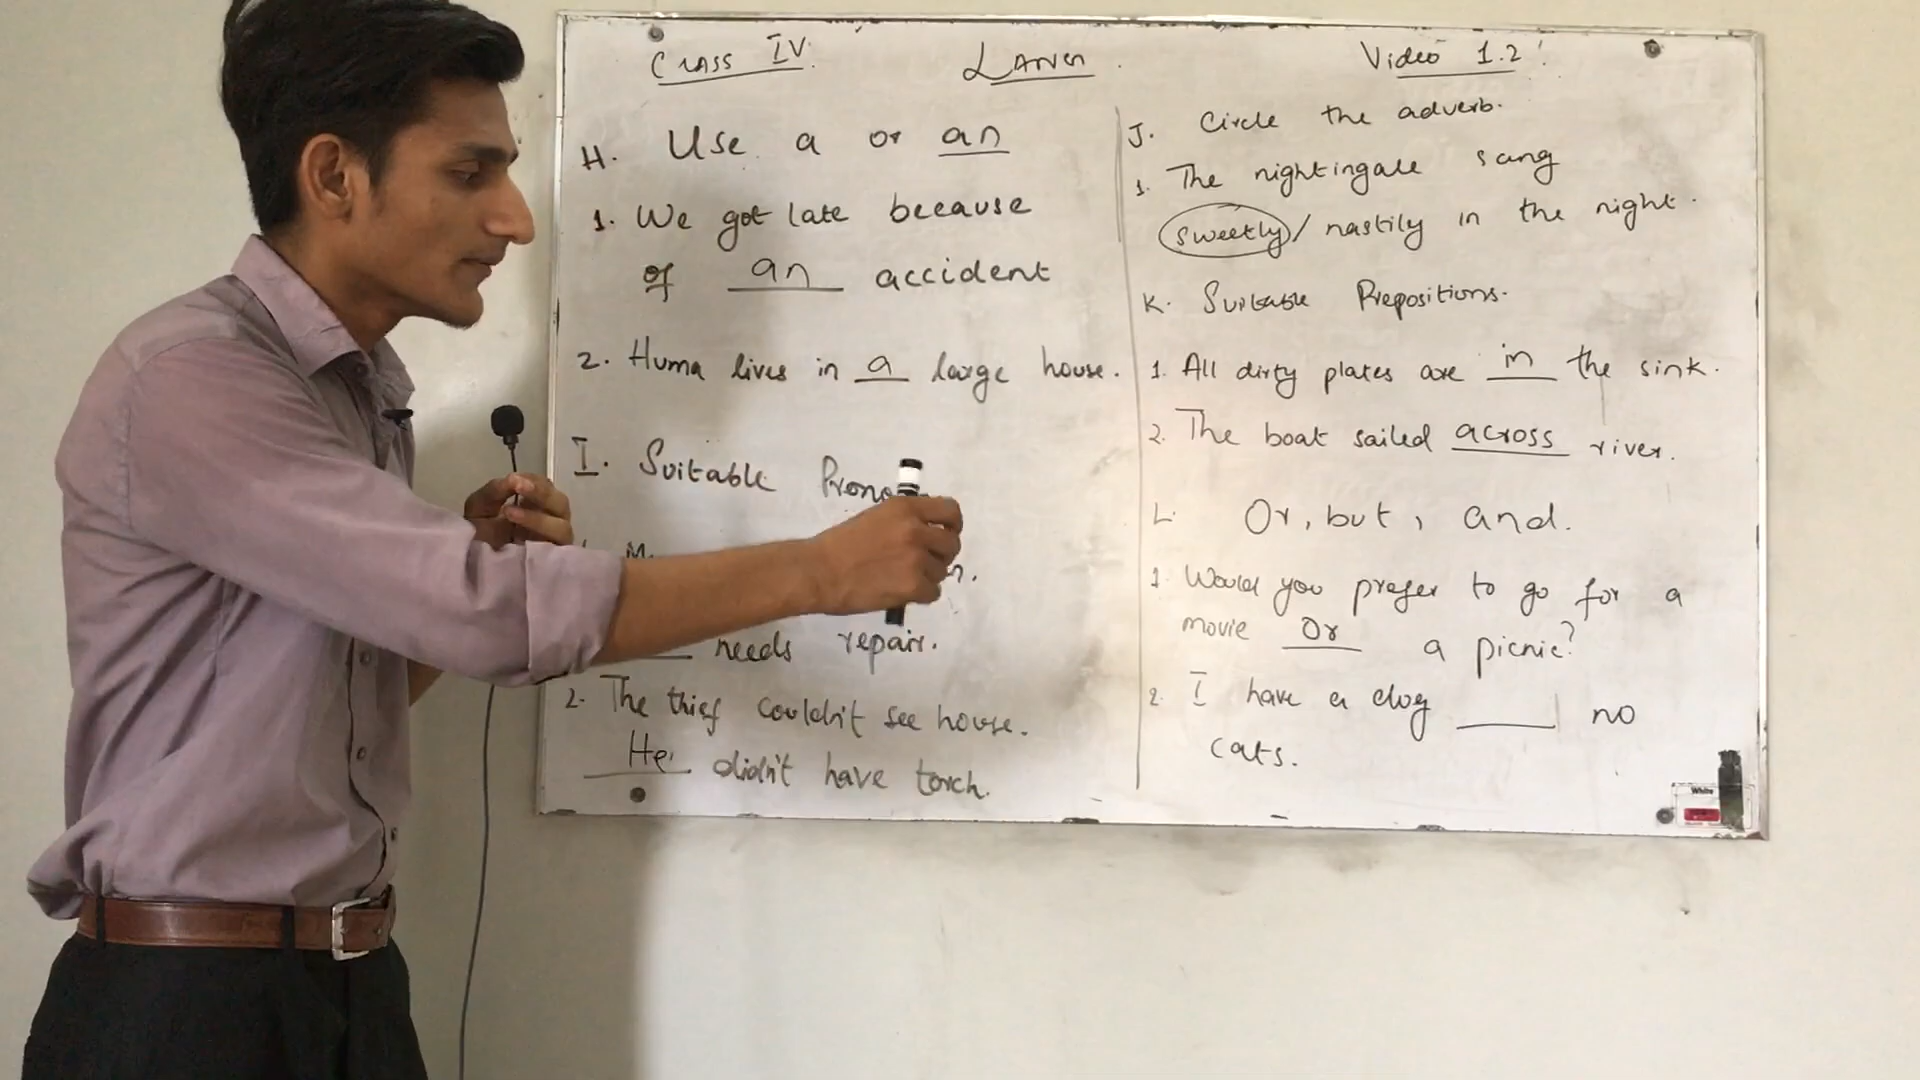 Class IV.
Video 1.2
H. Use a or an
1. We got late because
of an accident
2. Huma lives in a large house.
I. Suitable
needs repair.
2. The thief couldn't see house.
He didn't have torch.
J. Circle the adverb.
1. The nightingale sang
sweetly / nastily in the night.
K. Suitable Prepositions.
1. All dirty plates are in the sink.
2. The boat sailed across river.
L. Or, but, and.
1. Would you prefer to go for a
movie Or a picnic?
2. I have a dog ____ no
cats.
White